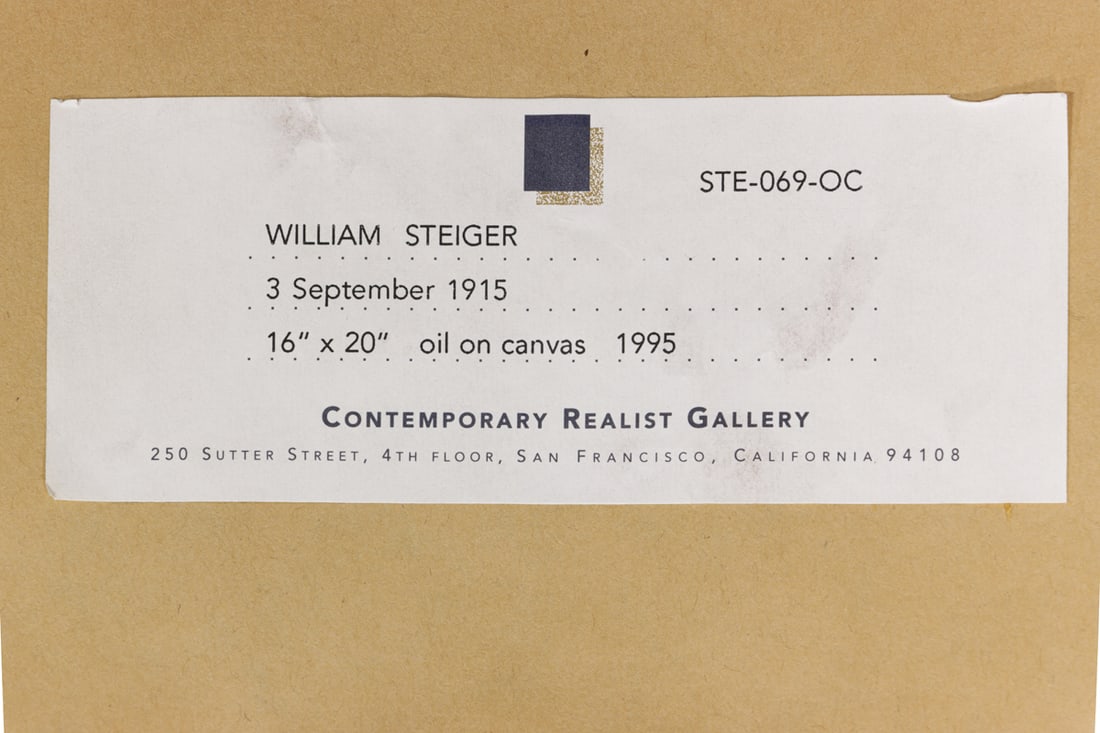 STE-069-OC
WILLIAM STEIGER
3 September 1915
16" x 20" oil on canvas 1995
CONTEMPORARY REALIST GALLERY
250 SUTTER STREET, 4TH FLOOR, SAN FRANCISCO, CALIFORNIA 94108